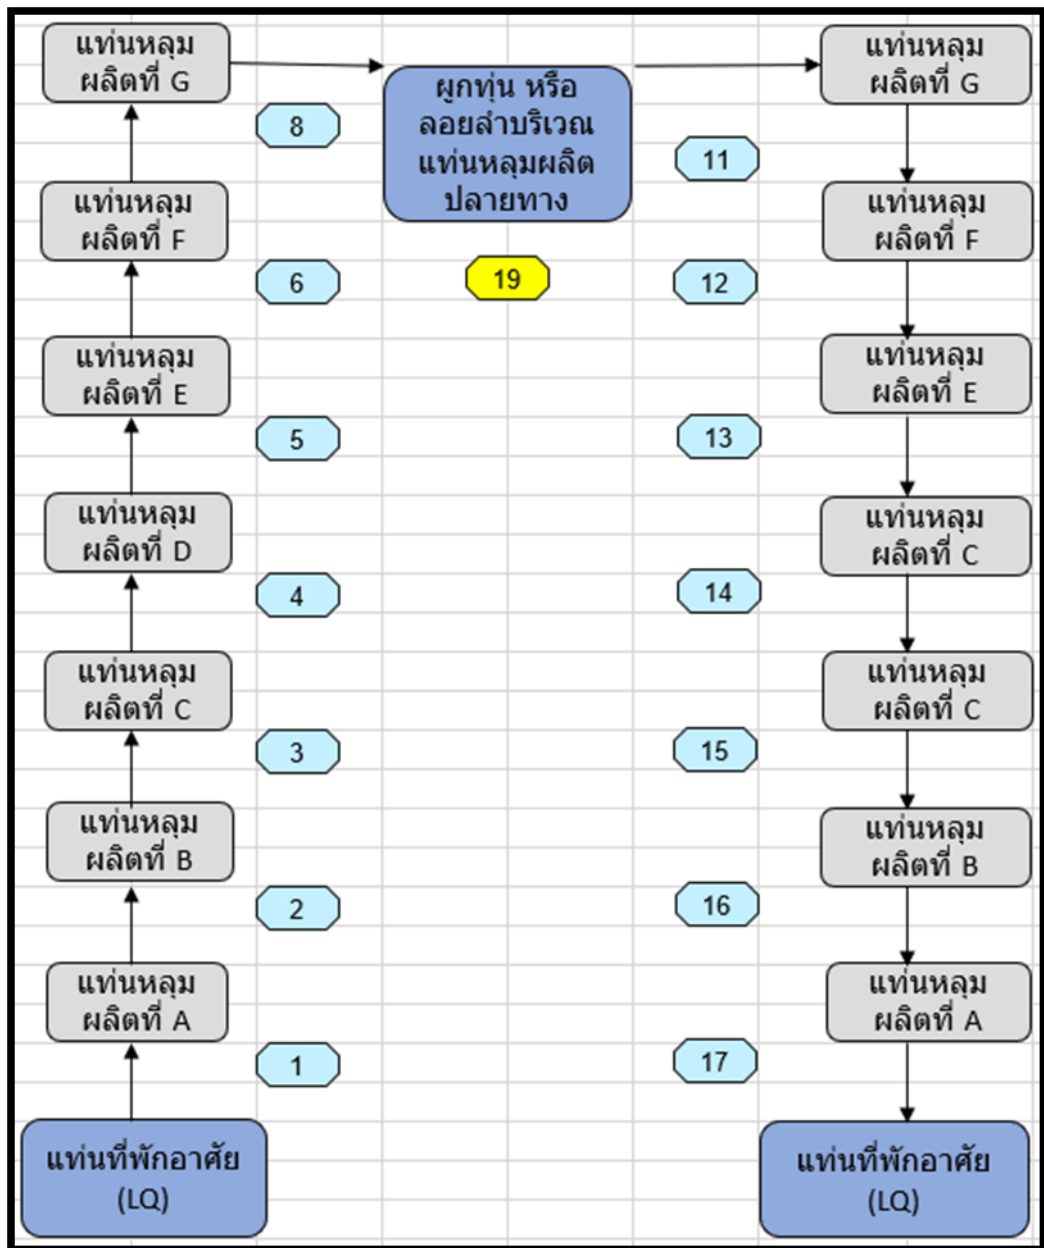 แท่นหลุม
ผลิตที่ G
ผูกทุ่น หรือ
ลอยลำบริเวณ
แท่นหลุมผลิต
ปลายทาง
แท่นหลุม
ผลิตที่ G
8
11
แท่นหลุม
ผลิตที่ F
แท่นหลุม
ผลิตที่ F
6
19
12
แท่นหลุม
ผลิตที่ E
แท่นหลุม
ผลิตที่ E
5
13
แท่นหลุม
ผลิตที่ D
แท่นหลุม
ผลิตที่ C
4
14
แท่นหลุม
ผลิตที่ C
แท่นหลุม
ผลิตที่ C
3
15
แท่นหลุม
ผลิตที่ B
แท่นหลุม
ผลิตที่ B
2
16
แท่นหลุม
ผลิตที่ A
แท่นหลุม
ผลิตที่ A
1
17
แท่นที่พักอาศัย
(LQ)
แท่นที่พักอาศัย
(LQ)